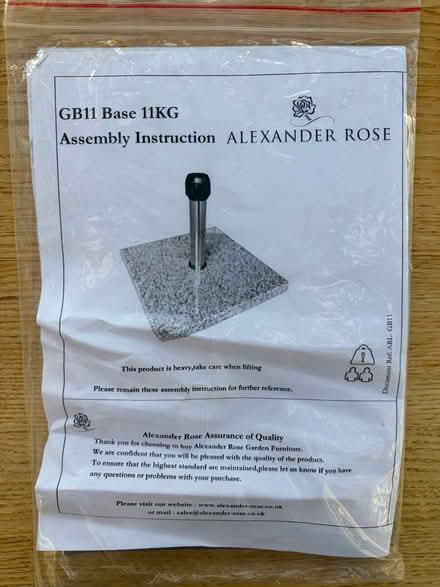 GB11 Base 11KG
Assembly Instruction
ALEXANDER ROSE
This product is heavy,take care when lifting
Please remain these assembly instruction for further reference.
Document Ref: ARL- GB11
Alexander Rose Assurance of Quality
Thank you for choosing to buy Alexander Rose Garden Furniture.
We are confident that you will be pleased with the quality of the product.
To ensure that the highest standard are maintained,please let us know if you have
any questions or problems with your purchase.
Please visit our website : www.alexander-rose.co.uk
or mail : sales@alexander-rose.co.uk